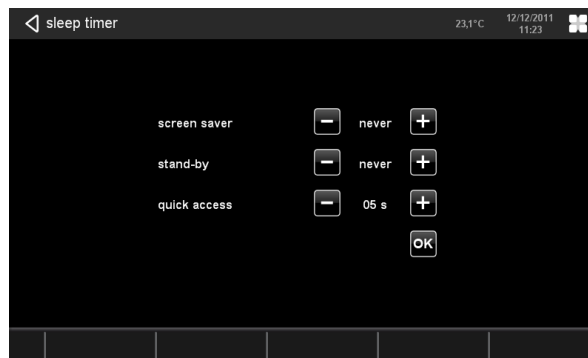 sleep timer
23,1°C
12/12/2011
11:23
screen saver − never +
stand-by − never +
quick access − 05 s +
OK